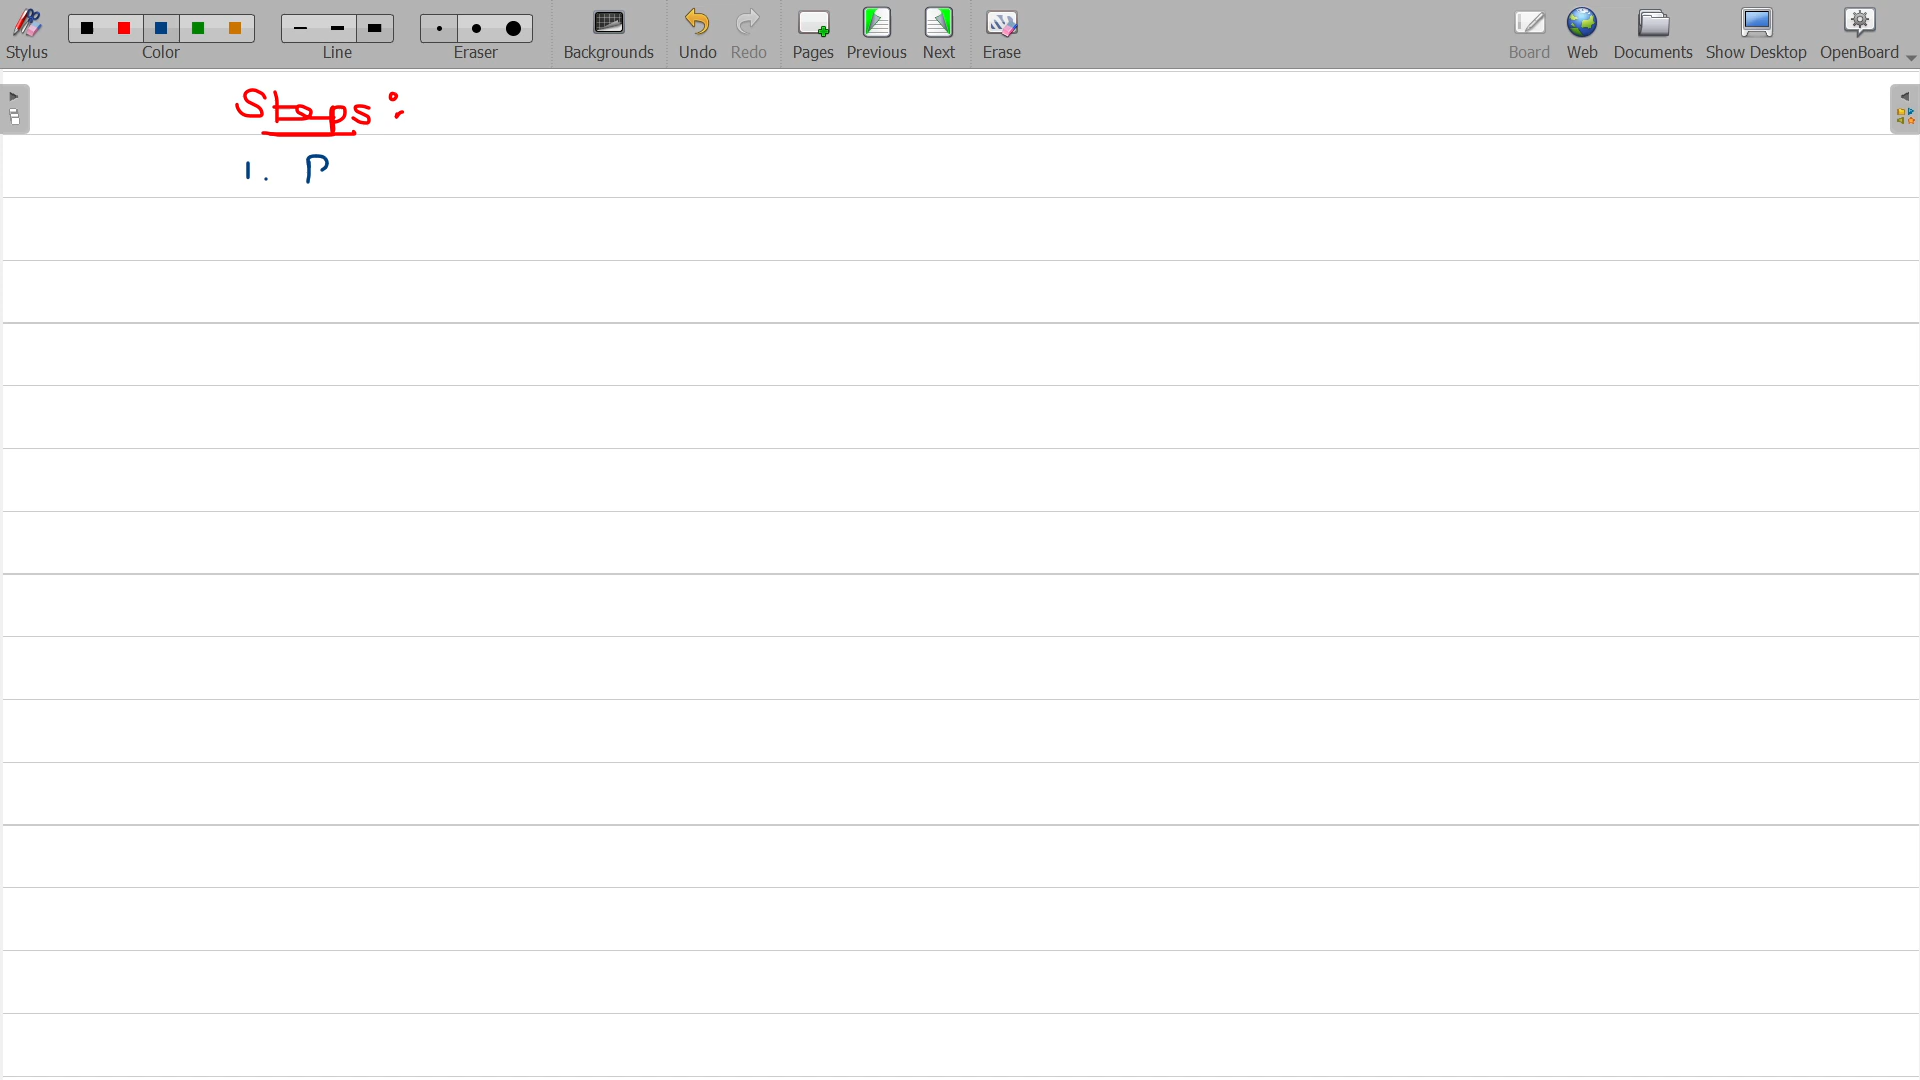 Stylus Color Line Eraser Backgrounds Undo Redo Pages Previous Next Erase Board Web Documents Show Desktop OpenBoard
Steps:
1. P